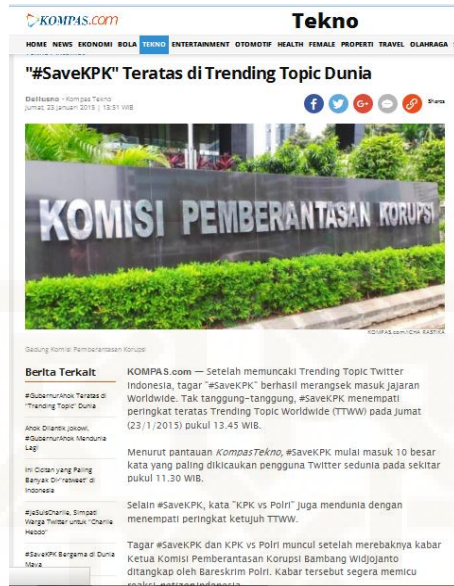 KOMPAS.com
Tekno
HOME NEWS EKONOMI BOLA TEKNO ENTERTAINMENT OTOMOTIF HEALTH FEMALE PROPERTI TRAVEL OLAHRAGA
"#SaveKPK" Teratas di Trending Topic Dunia
Deliusno - Kompas Tekno
Jumat, 23 Januari 2015 | 13:51 WIB
Shares
KOMISI PEMBERANTASAN KORUPSI
KOMPAS.com/ICHA RASTIKA
Gedung Komisi Pemberantasan Korupsi
Berita Terkait
#GubernurAhok Teratas di
"Trending Topic" Dunia
Ahok Dilantik Jokowi,
#GubernurAhok Mendunia
Lagi
Ini Cicitan yang Paling
Banyak Di-"retweet" di
Indonesia
#JeSuisCharlie, Simpati
Warga Twitter untuk "Charlie
Hebdo"
#SaveKPK Bergema di Dunia
Maya
KOMPAS.com — Setelah memuncaki Trending Topic Twitter
Indonesia, tagar "#SaveKPK" berhasil merangsek masuk jajaran
Worldwide. Tak tanggung-tanggung, #SaveKPK menempati
peringkat teratas Trending Topic Worldwide (TTWW) pada Jumat
(23/1/2015) pukul 13.45 WIB.
Menurut pantauan KompasTekno, #SaveKPK mulai masuk 10 besar
kata yang paling dikicaukan pengguna Twitter sedunia pada sekitar
pukul 11.30 WIB.
Selain #SaveKPK, kata "KPK vs Polri" juga mendunia dengan
menempati peringkat ketujuh TTWW.
Tagar #SaveKPK dan KPK vs Polri muncul setelah merebaknya kabar
Ketua Komisi Pemberantasan Korupsi Bambang Widjojanto
ditangkap oleh Bareskrim Polri. Kabar tersebut segera memicu
reaksi netizen Indonesia